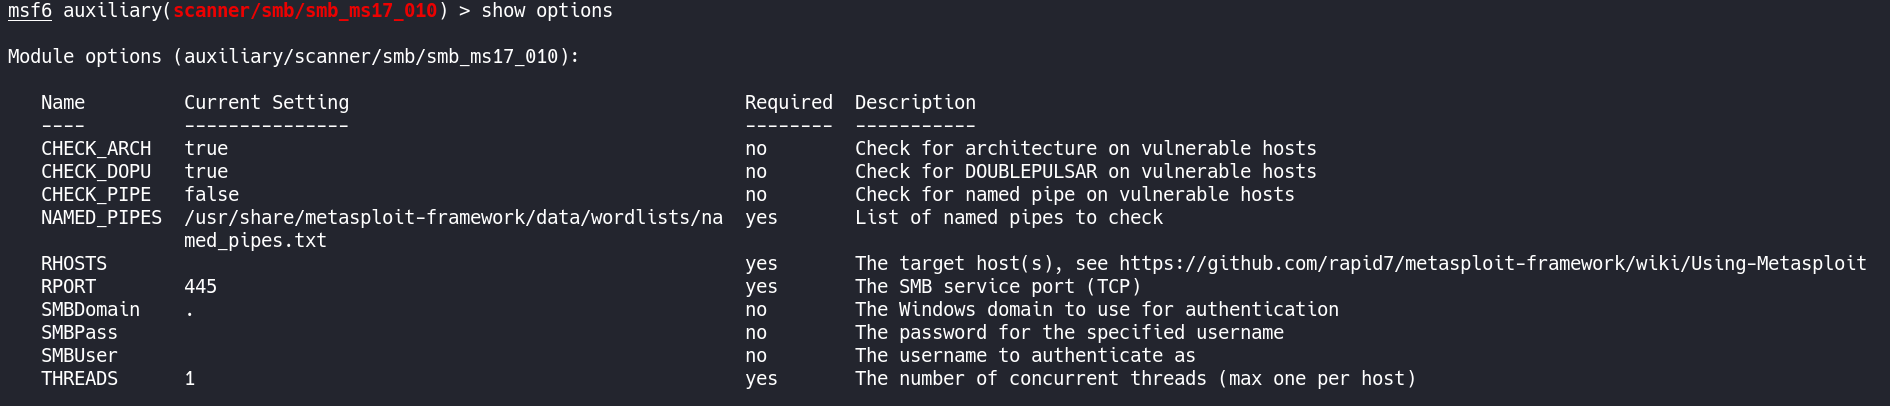 msf6 auxiliary(scanner/smb/smb_ms17_010) > show options
Module options (auxiliary/scanner/smb/smb_ms17_010):
Name Current Setting Required Description
---- --------------- -------- -----------
CHECK_ARCH true no Check for architecture on vulnerable hosts
CHECK_DOPU true no Check for DOUBLEPULSAR on vulnerable hosts
CHECK_PIPE false no Check for named pipe on vulnerable hosts
NAMED_PIPES /usr/share/metasploit-framework/data/wordlists/na yes List of named pipes to check
med_pipes.txt
RHOSTS yes The target host(s), see https://github.com/rapid7/metasploit-framework/wiki/Using-Metasploit
RPORT 445 yes The SMB service port (TCP)
SMBDomain . no The Windows domain to use for authentication
SMBPass no The password for the specified username
SMBUser no The username to authenticate as
THREADS 1 yes The number of concurrent threads (max one per host)